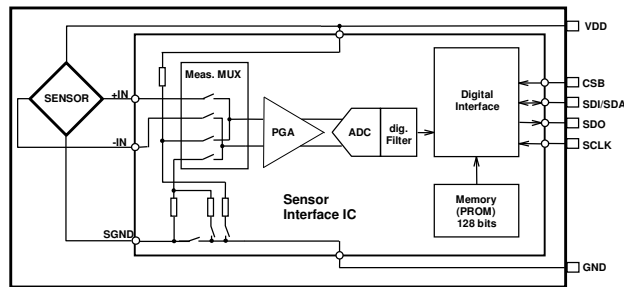 VDD
Meas. MUX
SENSOR
+IN
-IN
PGA
ADC
dig.
Filter
Digital
Interface
CSB
SDI/SDA
SDO
SCLK
Memory
(PROM)
128 bits
Sensor
Interface IC
SGND
GND